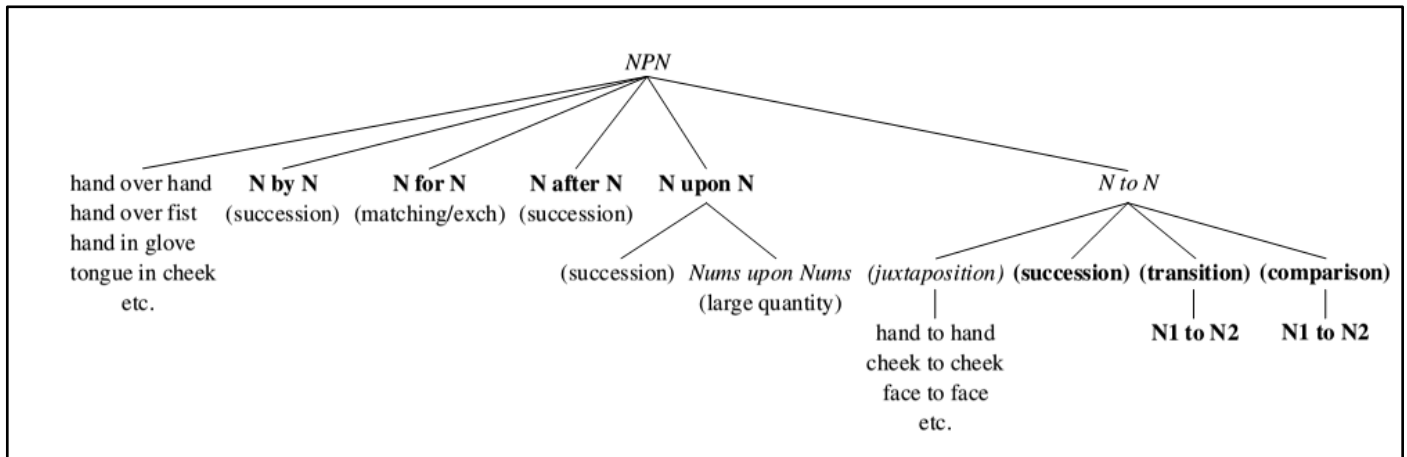 NPN
hand over hand N by N N for N N after N N upon N N to N
hand over fist (succession) (matching/exch) (succession)
hand in glove
tongue in cheek (succession) Nums upon Nums (juxtaposition) (succession) (transition) (comparison)
etc. (large quantity)
hand to hand N1 to N2 N1 to N2
cheek to cheek
face to face
etc.